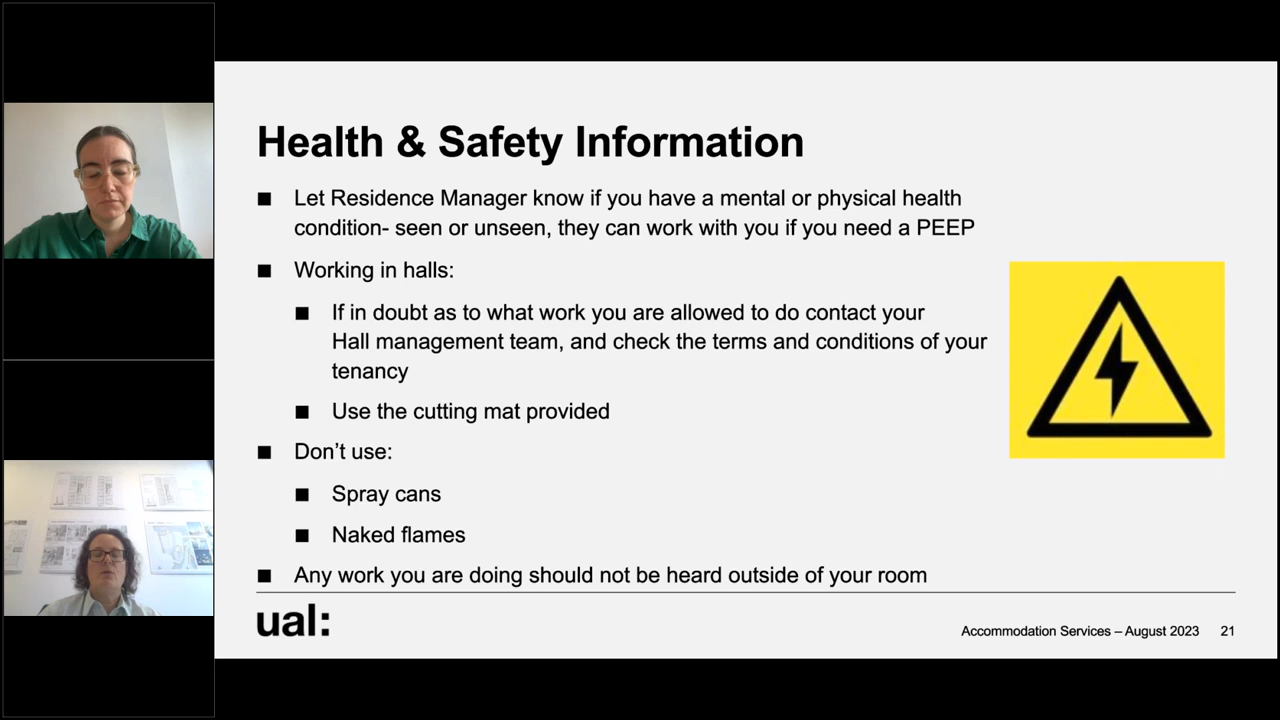 Health & Safety Information
■ Let Residence Manager know if you have a mental or physical health
condition- seen or unseen, they can work with you if you need a PEEP
■ Working in halls:
■ If in doubt as to what work you are allowed to do contact your
Hall management team, and check the terms and conditions of your
tenancy
■ Use the cutting mat provided
■ Don’t use:
■ Spray cans
■ Naked flames
■ Any work you are doing should not be heard outside of your room
ual:
Accommodation Services – August 2023 21